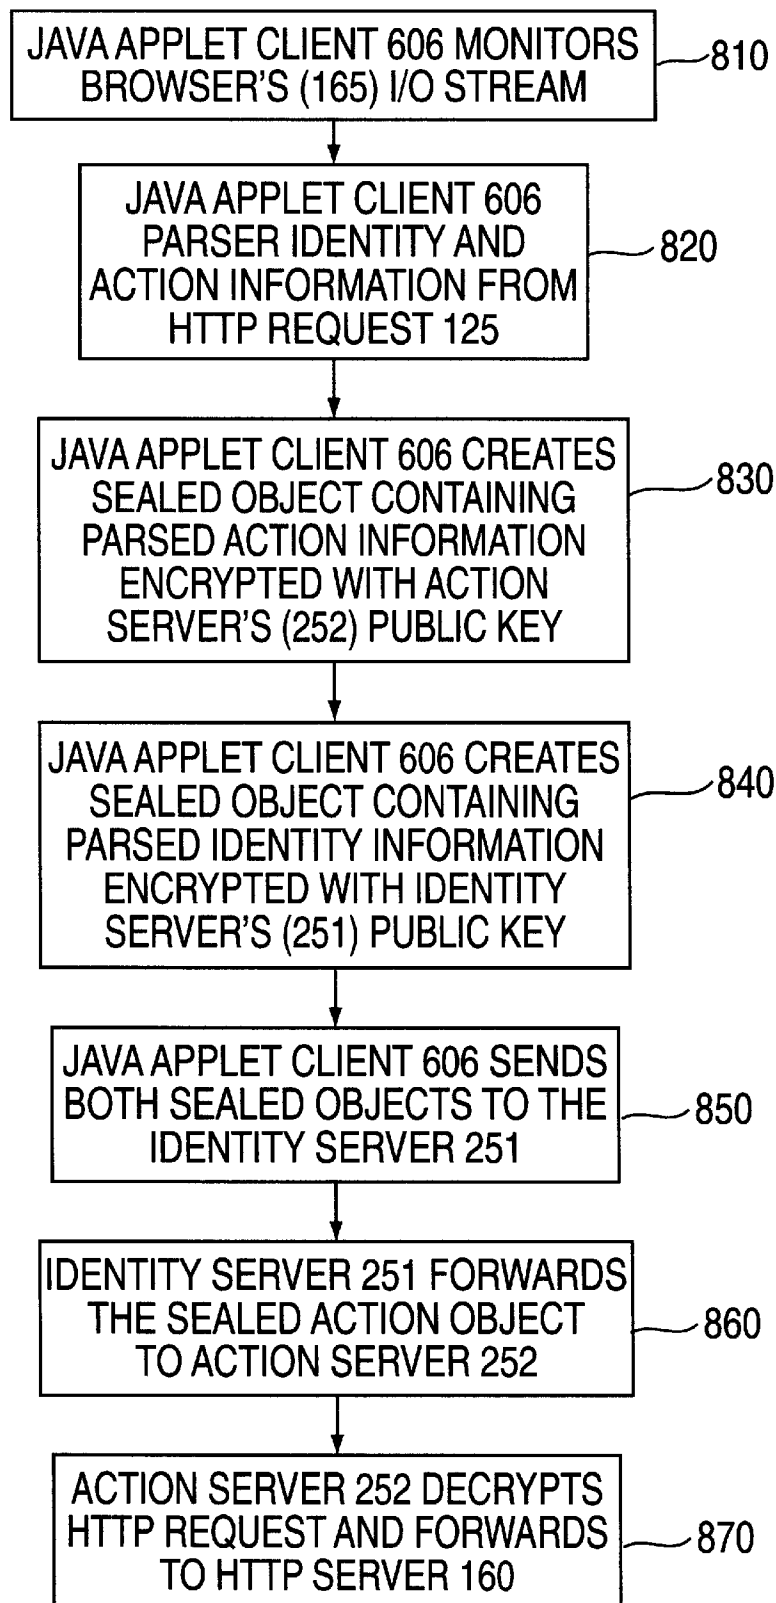 JAVA APPLET CLIENT 606 MONITORS
BROWSER'S (165) I/O STREAM
810
JAVA APPLET CLIENT 606
PARSER IDENTITY AND
ACTION INFORMATION FROM
HTTP REQUEST 125
820
JAVA APPLET CLIENT 606 CREATES
SEALED OBJECT CONTAINING
PARSED ACTION INFORMATION
ENCRYPTED WITH ACTION
SERVER'S (252) PUBLIC KEY
830
JAVA APPLET CLIENT 606 CREATES
SEALED OBJECT CONTAINING
PARSED IDENTITY INFORMATION
ENCRYPTED WITH IDENTITY
SERVER'S (251) PUBLIC KEY
840
JAVA APPLET CLIENT 606 SENDS
BOTH SEALED OBJECTS TO THE
IDENTITY SERVER 251
850
IDENTITY SERVER 251 FORWARDS
THE SEALED ACTION OBJECT
TO ACTION SERVER 252
860
ACTION SERVER 252 DECRYPTS
HTTP REQUEST AND FORWARDS
TO HTTP SERVER 160
870